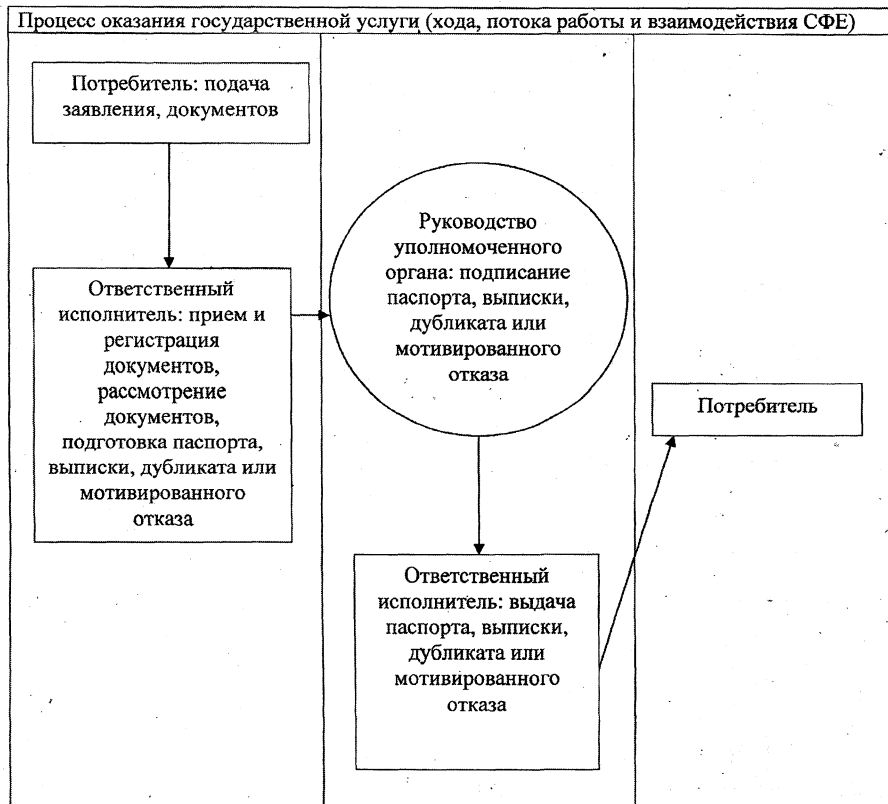 Процесс оказания государственной услуги (хода, потока работы и взаимодействия СФЕ)
Потребитель: подача
заявления, документов
Ответственный
исполнитель: прием и
регистрация
документов,
рассмотрение
документов,
подготовка паспорта,
выписки, дубликата или
мотивированного
отказа
Руководство
уполномоченного
органа: подписание
паспорта, выписки,
дубликата или
мотивированного
отказа
Ответственный
исполнитель: выдача
паспорта, выписки,
дубликата или
мотивированного
отказа
Потребитель